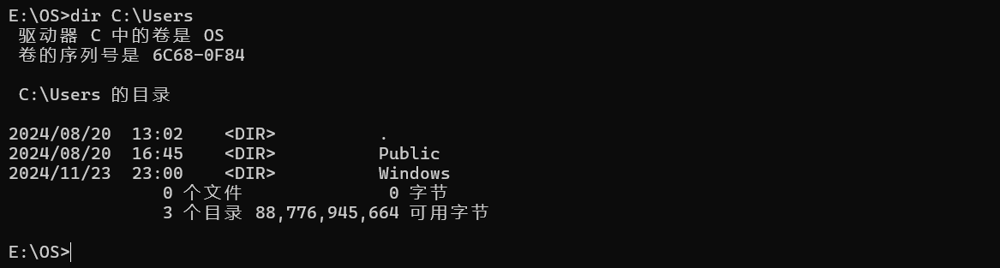 E:\OS>dir C:\Users
 驱动器 C 中的卷是 OS
 卷的序列号是 6C68-0F84

 C:\Users 的目录

2024/08/20  13:02    <DIR>          .
2024/08/20  16:45    <DIR>          Public
2024/11/23  23:00    <DIR>          Windows
               0 个文件              0 字节
               3 个目录 88,776,945,664 可用字节

E:\OS>